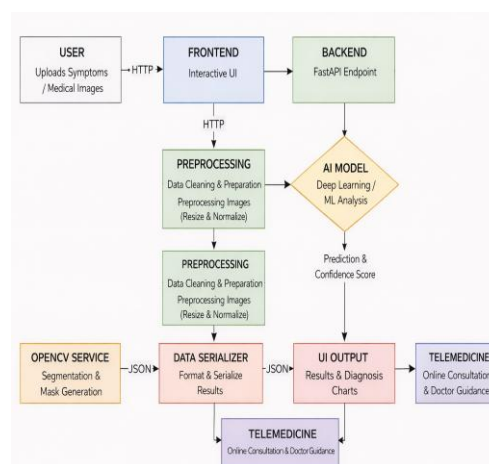 USER
Uploads Symptoms
/ Medical Images
HTTP
FRONTEND
Interactive UI
BACKEND
FastAPI Endpoint
HTTP
PREPROCESSING
Data Cleaning & Preparation
Preprocessing Images
(Resize & Normalize)
AI MODEL
Deep Learning /
ML Analysis
PREPROCESSING
Data Cleaning & Preparation
Preprocessing Images
(Resize & Normalize)
Prediction &
Confidence Score
OPENCV SERVICE
Segmentation &
Mask Generation
JSON
DATA SERIALIZER
Format & Serialize
Results
JSON
UI OUTPUT
Results & Diagnosis
Charts
TELEMEDICINE
Online Consultation
& Doctor Guidance
TELEMEDICINE
Online Consultation & Doctor Guidance